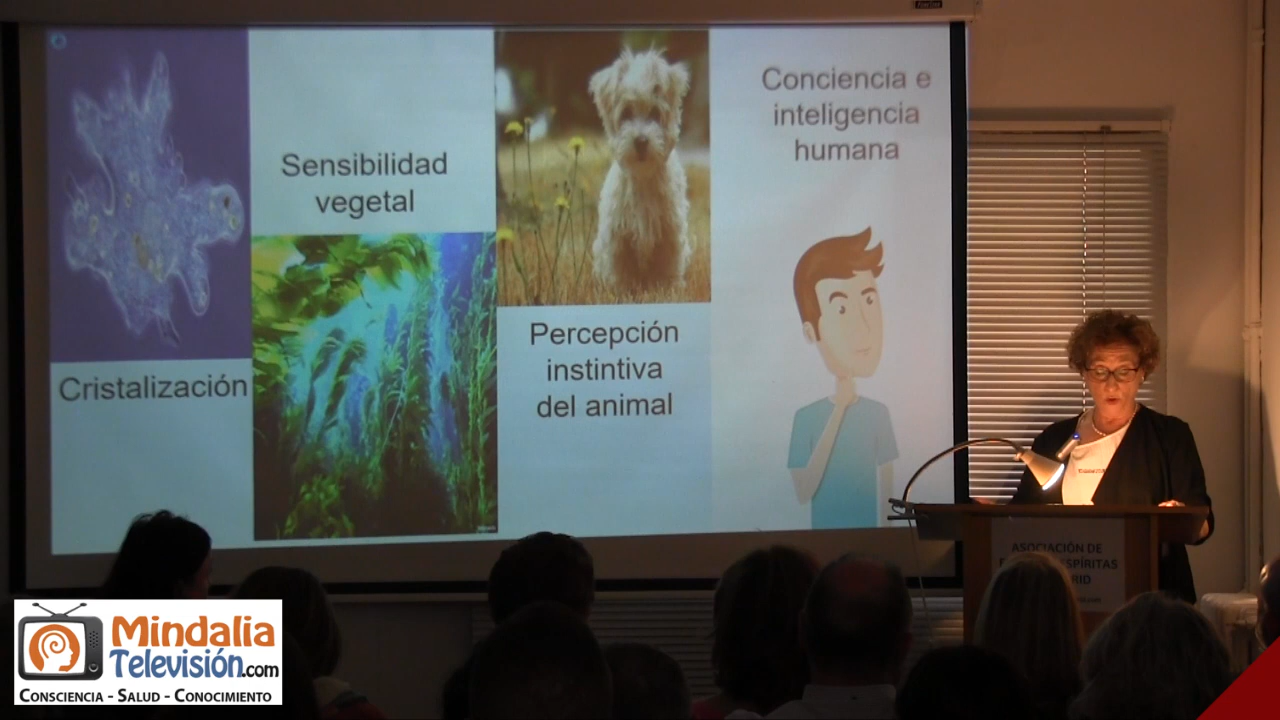 Cristalización
Sensibilidad
vegetal
Percepción
instintiva
del animal
Conciencia e
inteligencia
humana
ASOCIACIÓN DE
Mindalia
Televisión.com
CONSCIENCIA - SALUD - CONOCIMIENTO